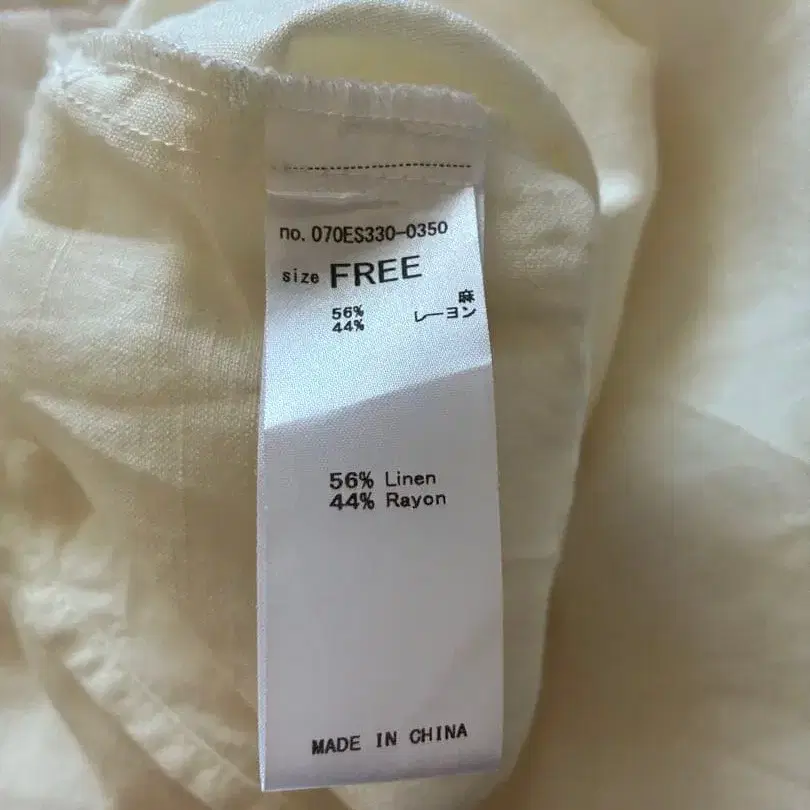 no. 070ES330-0350
size FREE
56% 麻
44% レーヨン
56% Linen
44% Rayon
MADE IN CHINA